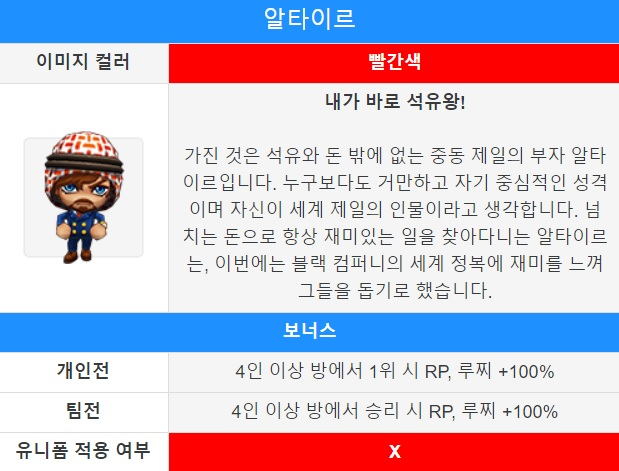 알타이르
이미지 컬러
빨간색
내가 바로 석유왕!
가진 것은 석유와 돈 밖에 없는 중동 제일의 부자 알타
이르입니다. 누구보다도 거만하고 자기 중심적인 성격
이며 자신이 세계 제일의 인물이라고 생각합니다. 넘
치는 돈으로 항상 재미있는 일을 찾아다니는 알타이르
는, 이번에는 블랙 컴퍼니의 세계 정복에 재미를 느껴
그들을 돕기로 했습니다.
보너스
개인전
4인 이상 방에서 1위 시 RP, 루찌 +100%
팀전
4인 이상 방에서 승리 시 RP, 루찌 +100%
유니폼 적용 여부
X